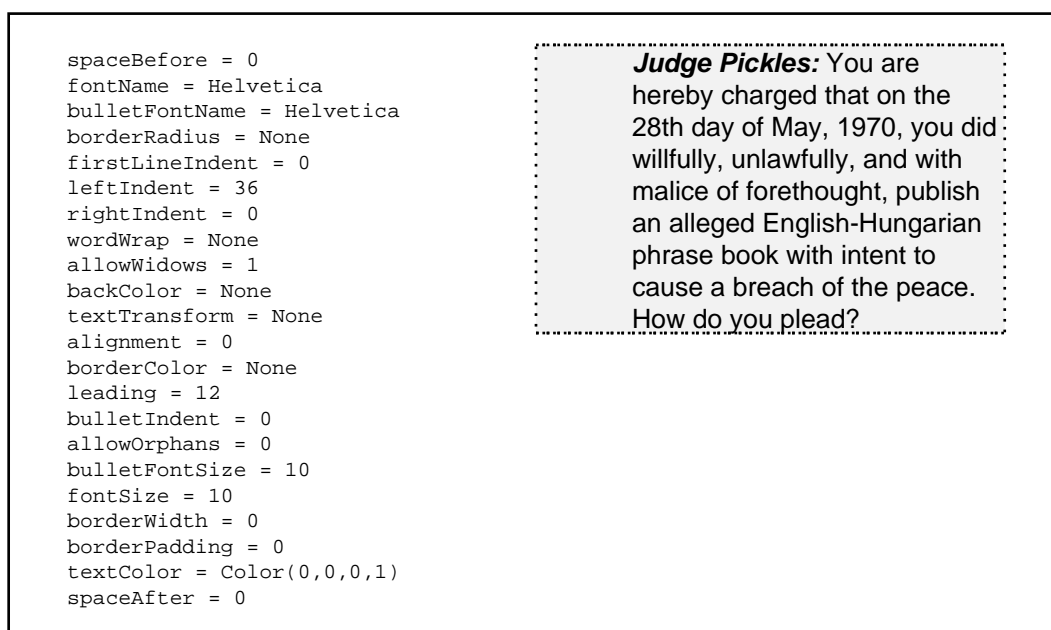 spaceBefore = 0
fontName = Helvetica
bulletFontName = Helvetica
borderRadius = None
firstLineIndent = 0
leftIndent = 36
rightIndent = 0
wordWrap = None
allowWidows = 1
backColor = None
textTransform = None
alignment = 0
borderColor = None
leading = 12
bulletIndent = 0
allowOrphans = 0
bulletFontSize = 10
fontSize = 10
borderWidth = 0
borderPadding = 0
textColor = Color(0,0,0,1)
spaceAfter = 0
Judge Pickles: You are
hereby charged that on the
28th day of May, 1970, you did
willfully, unlawfully, and with
malice of forethought, publish
an alleged English-Hungarian
phrase book with intent to
cause a breach of the peace.
How do you plead?